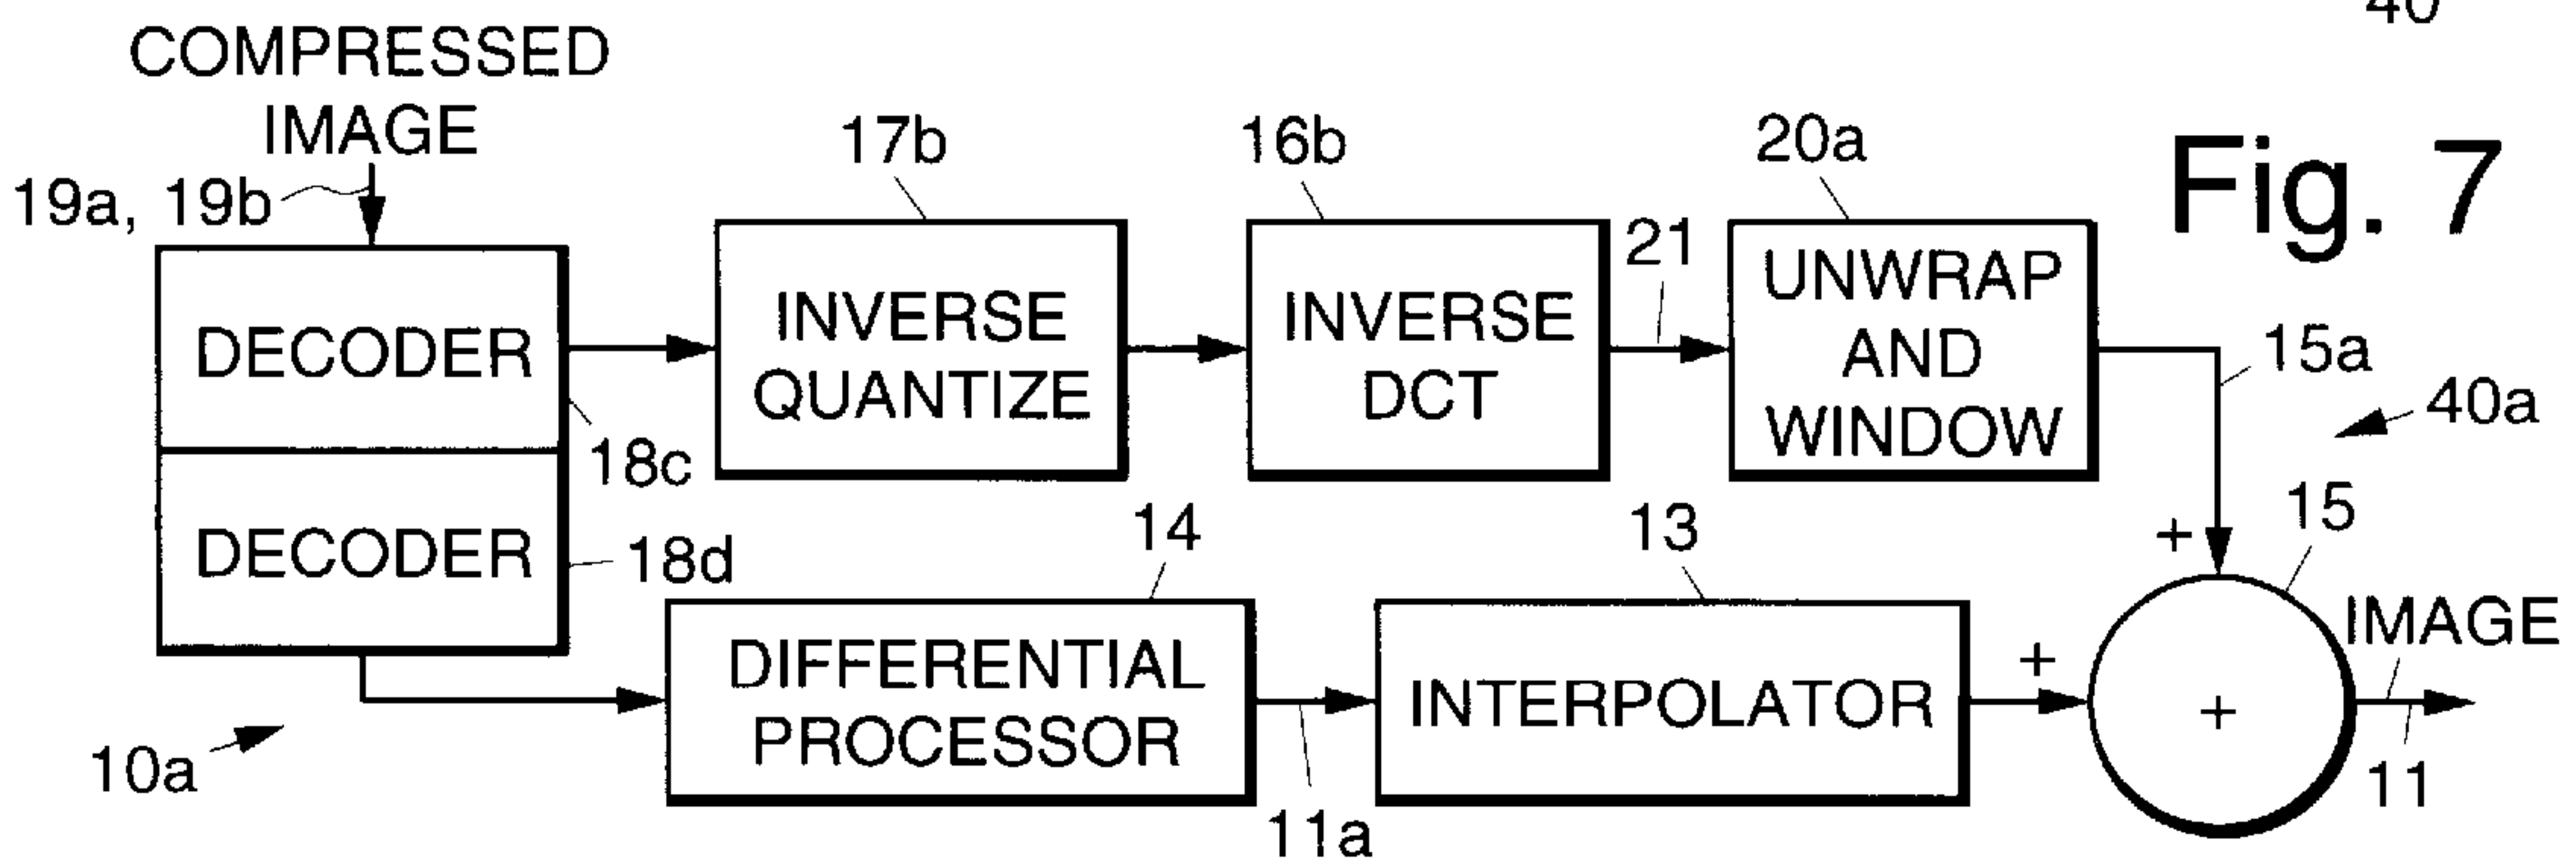 40
COMPRESSED
IMAGE
19a, 19b
17b
16b
20a
Fig. 7
DECODER
18c
INVERSE
QUANTIZE
INVERSE
DCT
21
UNWRAP
AND
WINDOW
15a
40a
DECODER
18d
14
13
+
15
DIFFERENTIAL
PROCESSOR
11a
INTERPOLATOR
+
+
IMAGE
11
10a